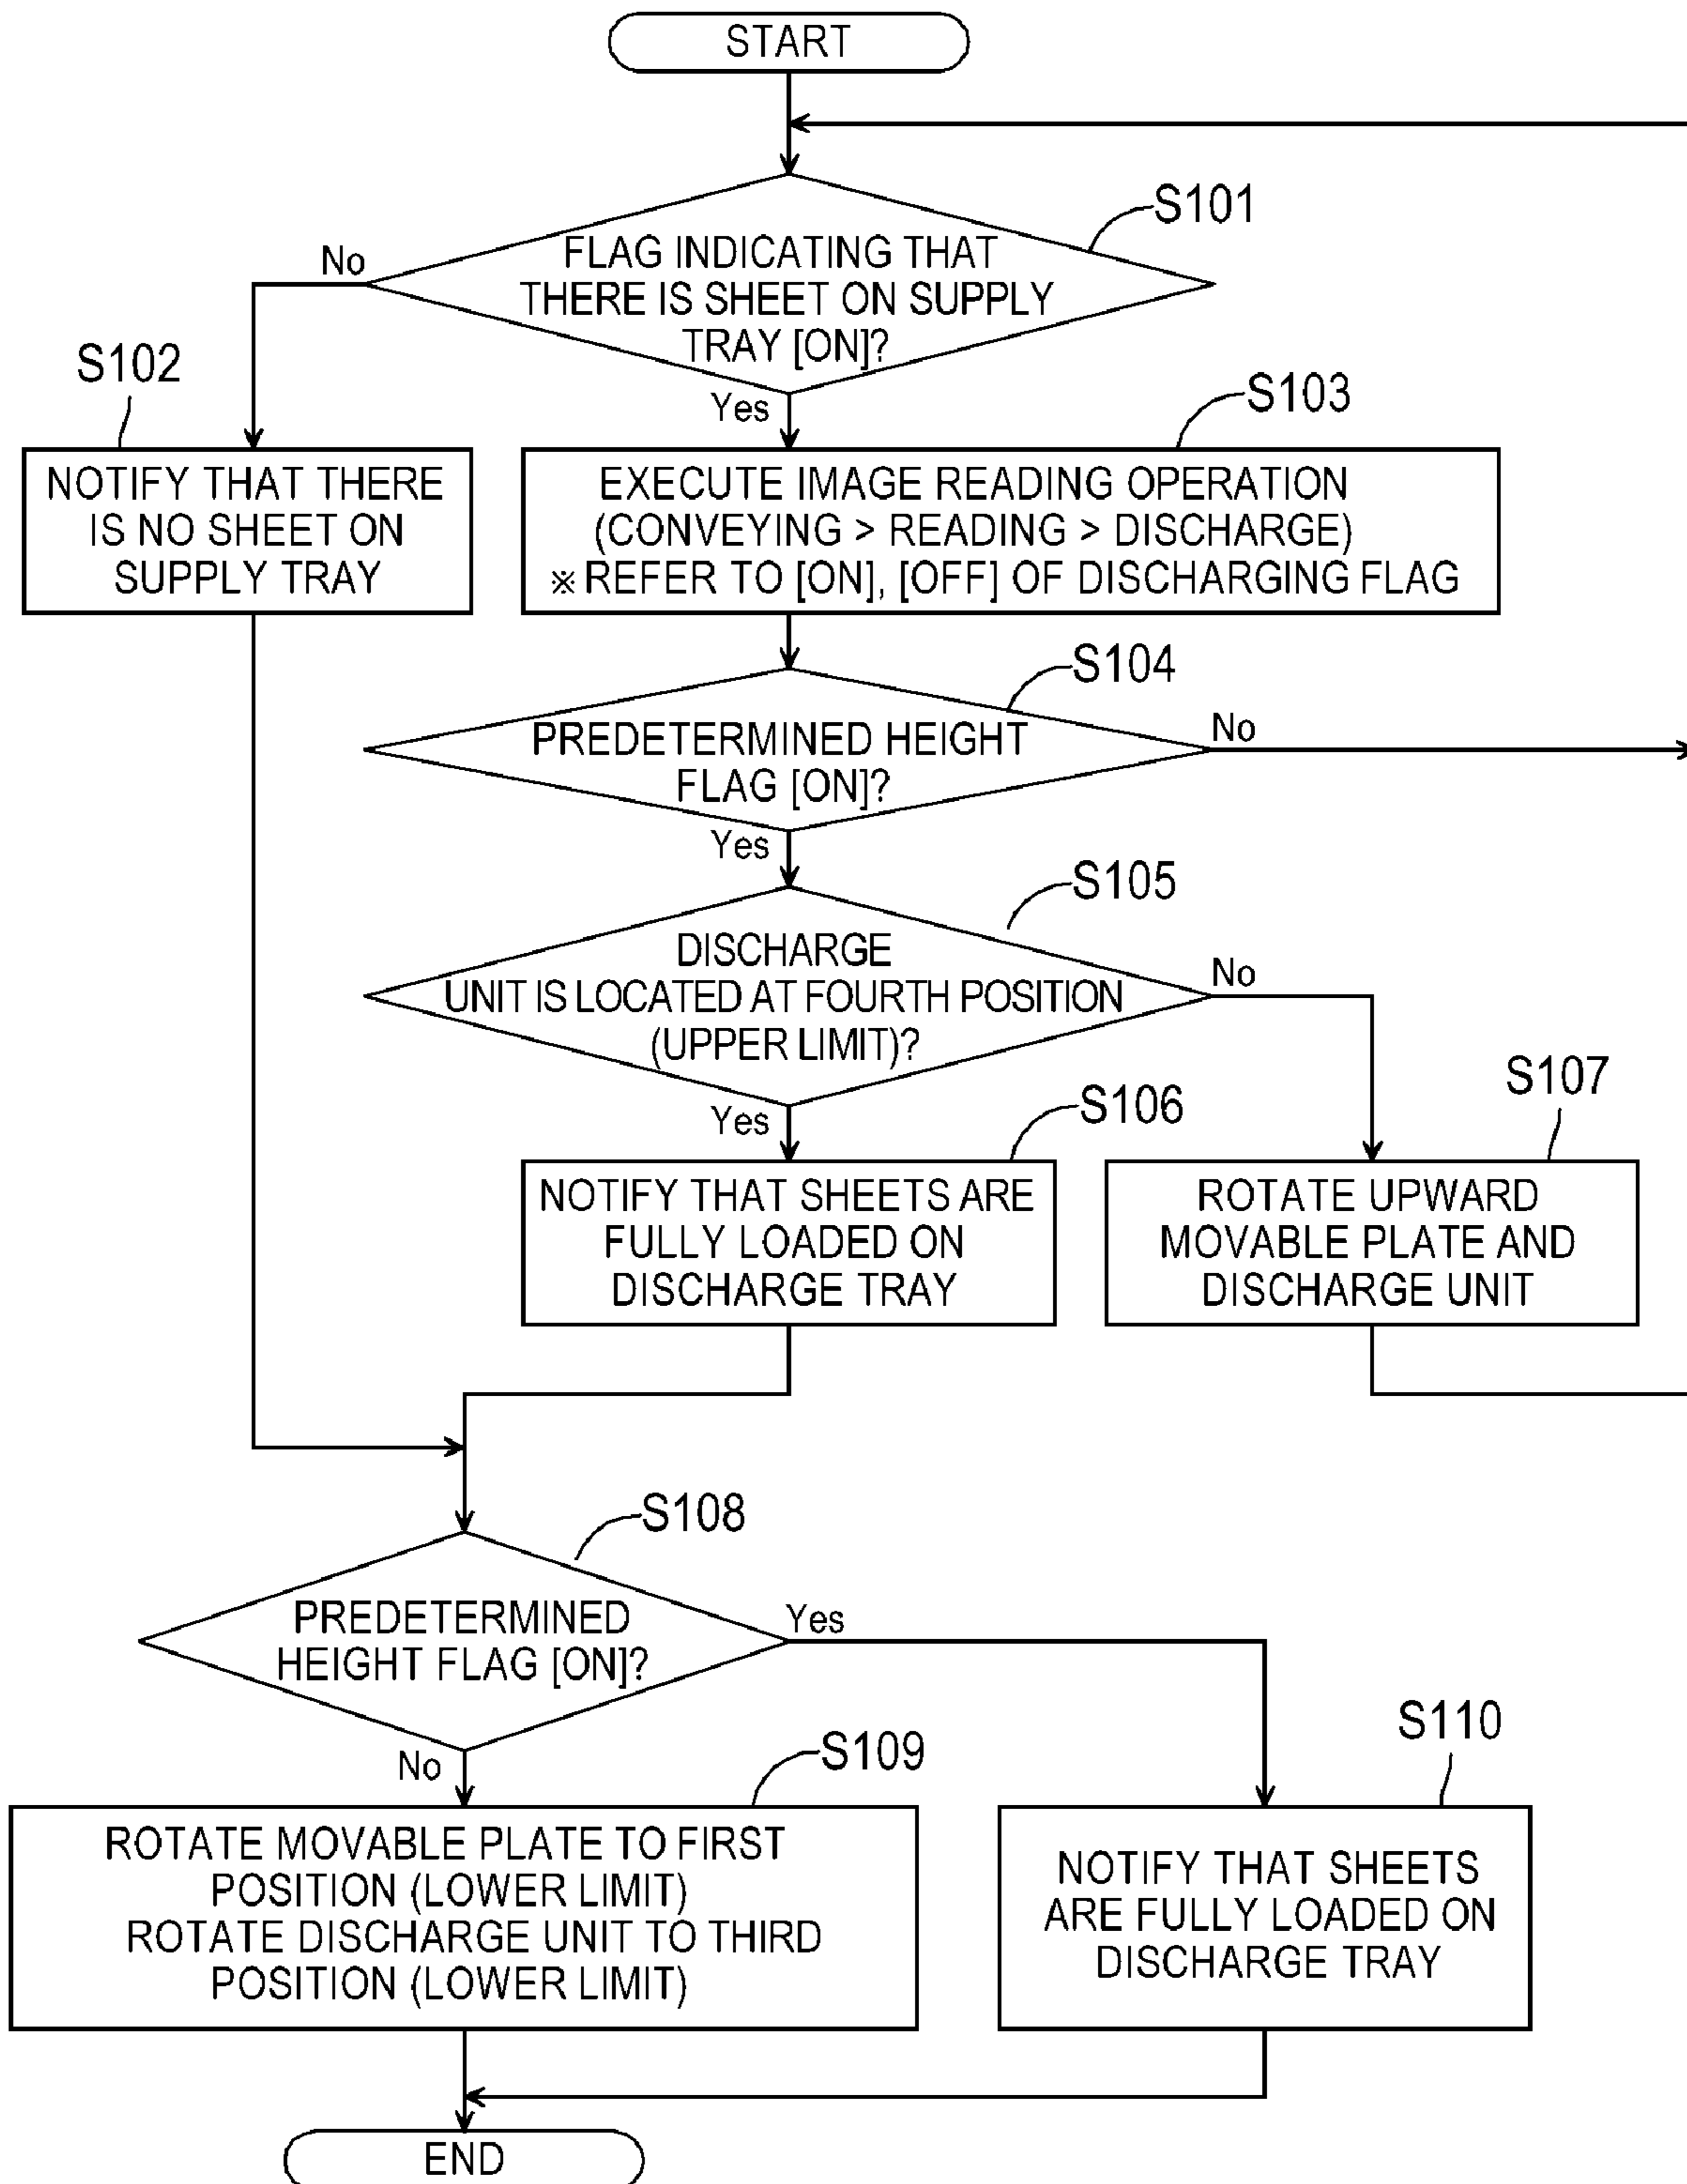 START
S101
No
FLAG INDICATING THAT
THERE IS SHEET ON SUPPLY
TRAY [ON]?
S102
Yes
S103
NOTIFY THAT THERE
IS NO SHEET ON
SUPPLY TRAY
EXECUTE IMAGE READING OPERATION
(CONVEYING > READING > DISCHARGE)
※ REFER TO [ON], [OFF] OF DISCHARGING FLAG
S104
No
PREDETERMINED HEIGHT
FLAG [ON]?
Yes
S105
DISCHARGE
UNIT IS LOCATED AT FOURTH POSITION
(UPPER LIMIT)?
No
Yes
S106
S107
NOTIFY THAT SHEETS ARE
FULLY LOADED ON
DISCHARGE TRAY
ROTATE UPWARD
MOVABLE PLATE AND
DISCHARGE UNIT
S108
PREDETERMINED
HEIGHT FLAG [ON]?
Yes
No
S109
S110
ROTATE MOVABLE PLATE TO FIRST
POSITION (LOWER LIMIT)
ROTATE DISCHARGE UNIT TO THIRD
POSITION (LOWER LIMIT)
NOTIFY THAT SHEETS
ARE FULLY LOADED ON
DISCHARGE TRAY
END